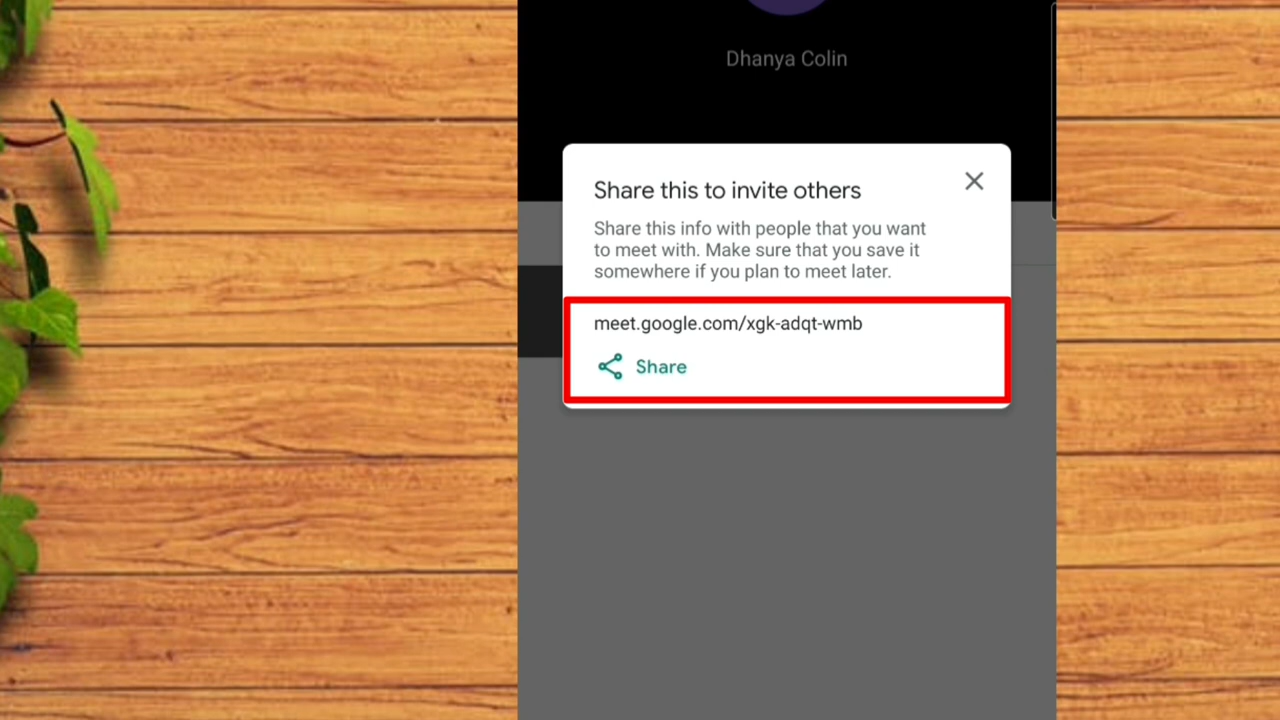 Dhanya Colin
Share this to invite others
Share this info with people that you want
to meet with. Make sure that you save it
somewhere if you plan to meet later.
meet.google.com/xgk-adqt-wmb
Share